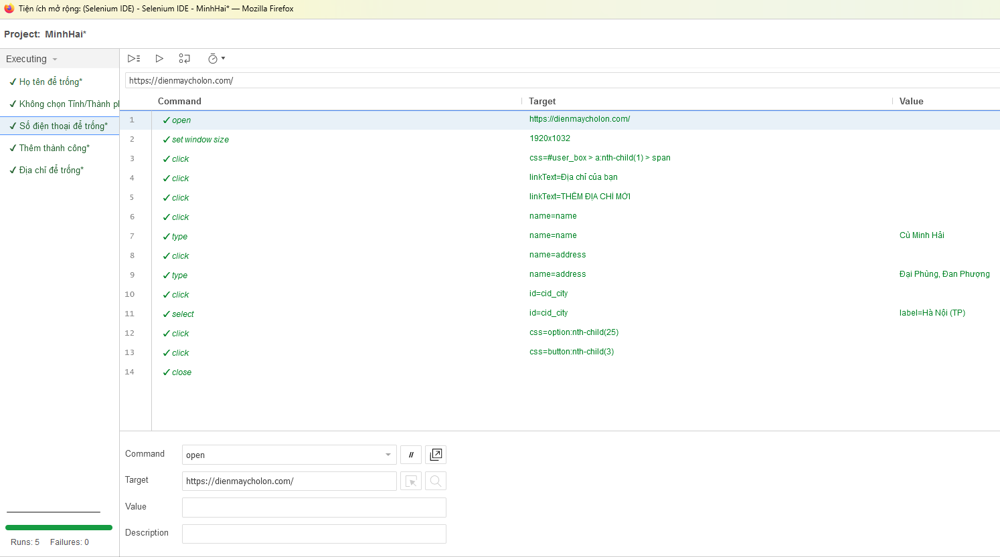 Tiện ích mở rộng: (Selenium IDE) - Selenium IDE - MinhHai* — Mozilla Firefox
Project: MinhHai*
Executing
Họ tên để trống*
Không chọn Tỉnh/Thành ph
Số điện thoại để trống*
Thêm thành công*
Địa chỉ để trống*
https://dienmaycholon.com/
Command Target Value
1 open https://dienmaycholon.com/
2 set window size 1920x1032
3 click css=#user_box > a:nth-child(1) > span
4 click linkText=Địa chỉ của bạn
5 click linkText=THÊM ĐỊA CHỈ MỚI
6 click name=name
7 type name=name Củ Minh Hải
8 click name=address
9 type name=address Đại Phùng, Đan Phượng
10 click id=cid_city
11 select id=cid_city label=Hà Nội (TP)
12 click css=option:nth-child(25)
13 click css=button:nth-child(3)
14 close
Command open //
Target https://dienmaycholon.com/
Value
Description
Runs: 5 Failures: 0